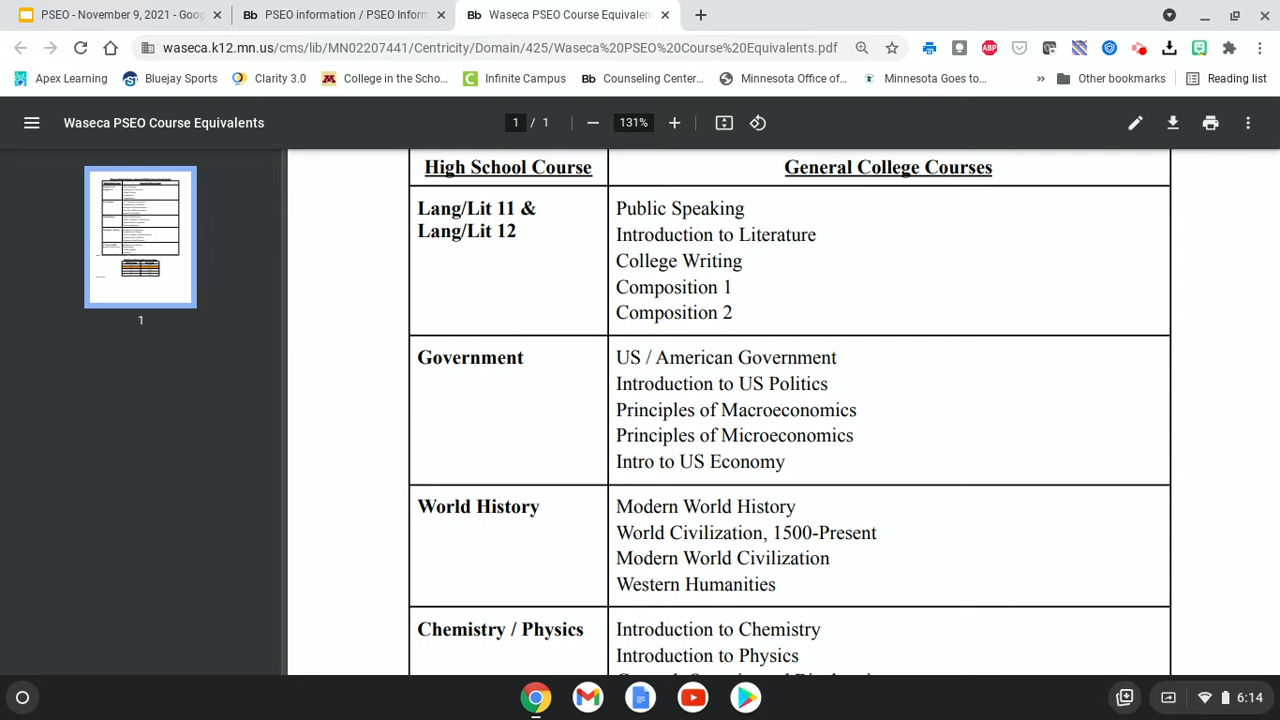 PSEO - November 9, 2021 - Goog
PSEO information / PSEO Inform
Waseca PSEO Course Equivalent
waseca.k12.mn.us/cms/lib/MN02207441/Centricity/Domain/425/Waseca%20PSEO%20Course%20Equivalents.pdf
Apex Learning
Bluejay Sports
Clarity 3.0
College in the Scho...
Infinite Campus
Bb Counseling Center...
Minnesota Office of...
Minnesota Goes to...
»
Other bookmarks
Reading list
Waseca PSEO Course Equivalents
1 / 1
131%
1
High School Course
General College Courses
Lang/Lit 11 &
Lang/Lit 12
Public Speaking
Introduction to Literature
College Writing
Composition 1
Composition 2
Government
US / American Government
Introduction to US Politics
Principles of Macroeconomics
Principles of Microeconomics
Intro to US Economy
World History
Modern World History
World Civilization, 1500-Present
Modern World Civilization
Western Humanities
Chemistry / Physics
Introduction to Chemistry
Introduction to Physics
6:14